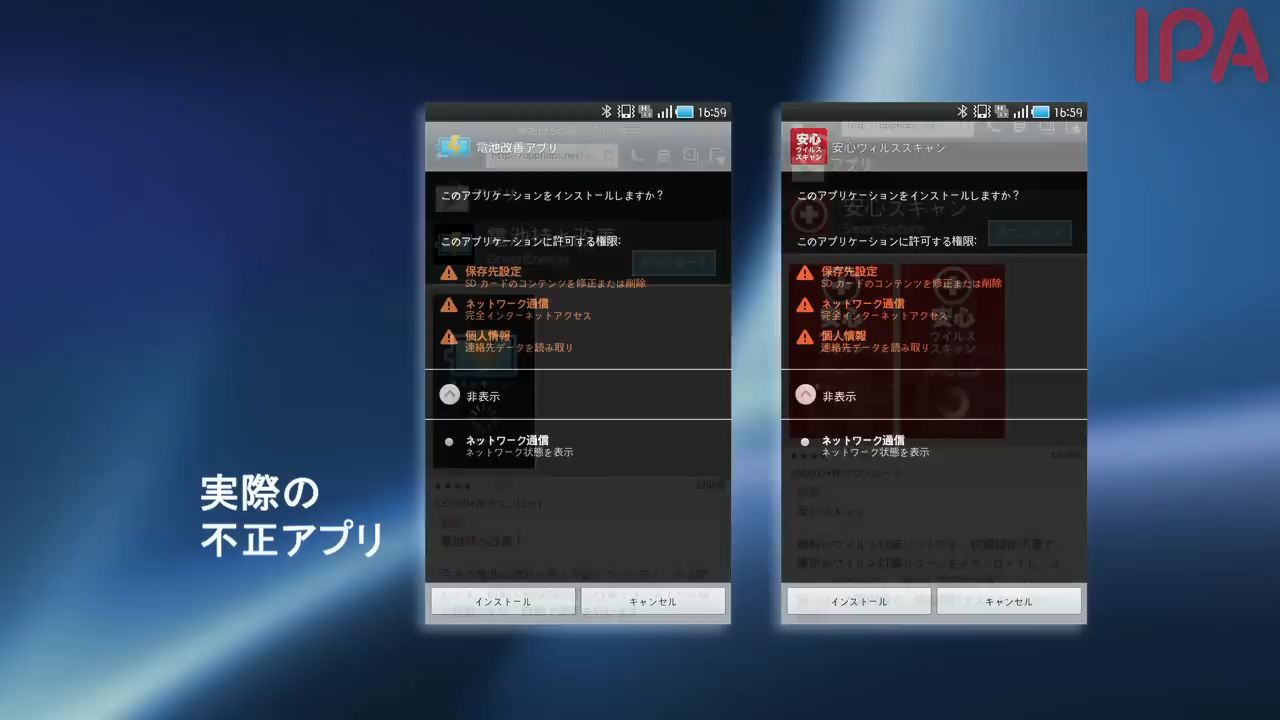 IPA
16:59
電池改善アプリ
このアプリケーションをインストールしますか？
このアプリケーションに許可する権限:
保存先設定
SD カードのコンテンツを修正または削除
ネットワーク通信
完全インターネットアクセス
個人情報
連絡先データを読み取り
非表示
ネットワーク通信
ネットワーク状態を表示
インストール
キャンセル
16:59
安心
ウイルス
スキャン
安心ウィルススキャン
アプリ
このアプリケーションをインストールしますか？
安心スキャン
SmartSecure
このアプリケーションに許可する権限:
保存先設定
SD カードのコンテンツを修正または削除
ネットワーク通信
完全インターネットアクセス
個人情報
連絡先データを読み取り
非表示
ネットワーク通信
ネットワーク状態を表示
インストール
キャンセル
実際の
不正アプリ